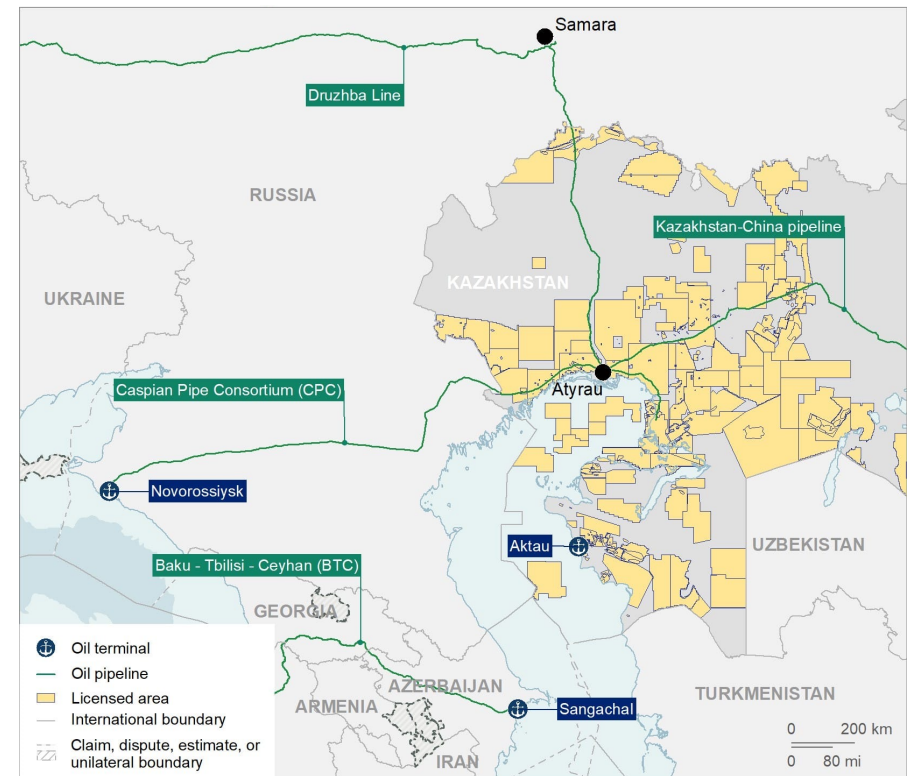 Samara
Druzhba Line
RUSSIA
Kazakhstan-China pipeline
KAZAKHSTAN
UKRAINE
Caspian Pipe Consortium (CPC)
Atyrau
Novorossiysk
Aktau
UZBEKISTAN
Baku - Tbilisi - Ceyhan (BTC)
GEORGIA
AZERBAIJAN
ARMENIA
Sangachal
TURKMENISTAN
IRAN
Oil terminal
Oil pipeline
Licensed area
International boundary
Claim, dispute, estimate, or
unilateral boundary
0 200 km
0 80 mi